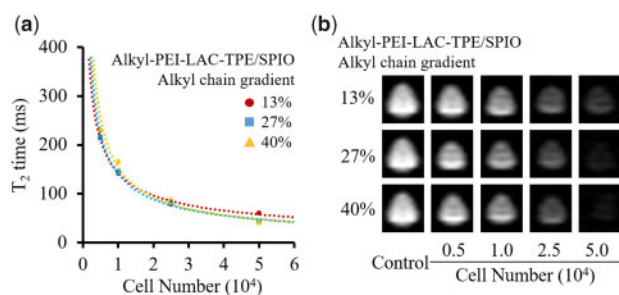 (a)
400
300
200
100
0
T₂ time (ms)
Alkyl-PEI-LAC-TPE/SPIO
Alkyl chain gradient
13%
27%
40%
0 1 2 3 4 5 6
Cell Number (10⁴)
(b)
Alkyl-PEI-LAC-TPE/SPIO
Alkyl chain gradient
13%
27%
40%
Control
0.5 1.0 2.5 5.0
Cell Number (10⁴)